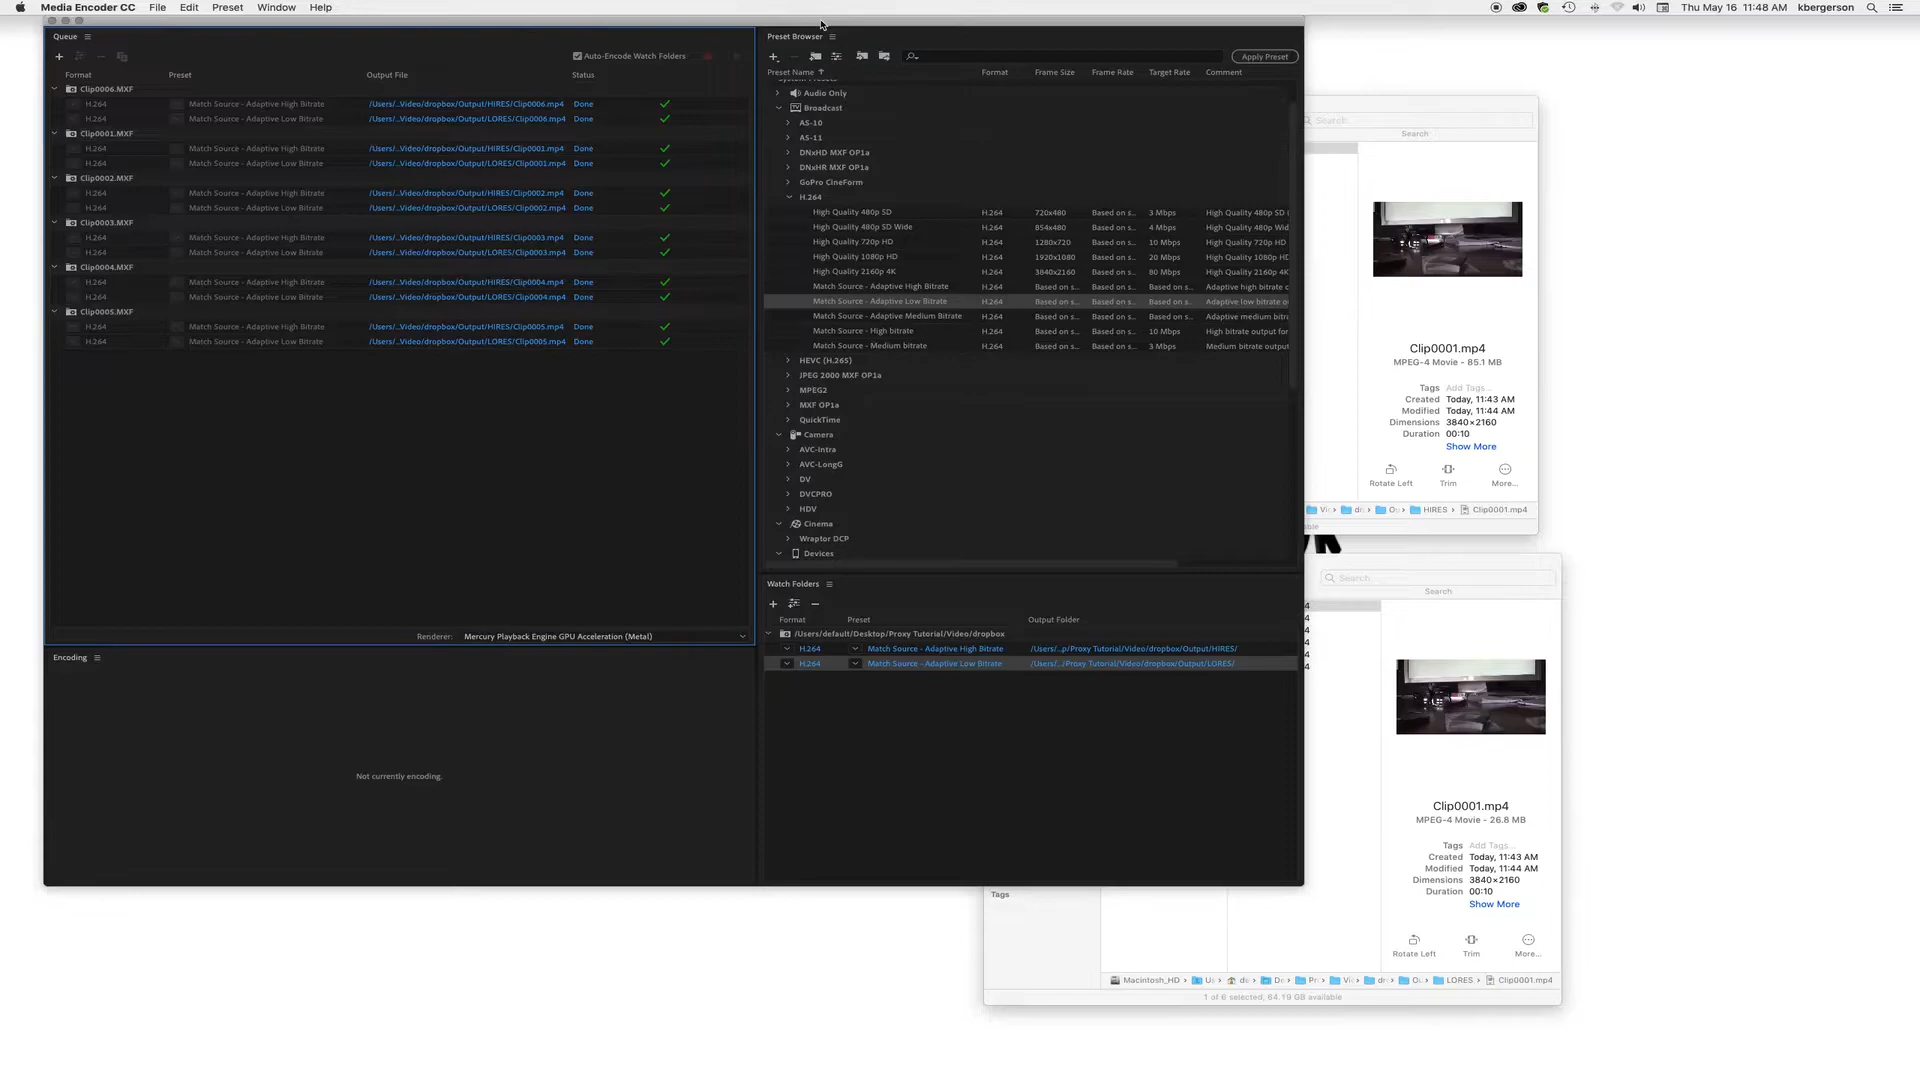 Media Encoder CC File Edit Preset Window Help
Thu May 16 11:48 AM kbergerson
Queue
Auto-Encode Watch Folders
Format Preset Output File Status
Clip0006.MXF
H.264 Match Source - Adaptive High Bitrate /Users/...Video/dropbox/Output/HIRES/Clip0006.mp4 Done
H.264 Match Source - Adaptive Low Bitrate /Users/...Video/dropbox/Output/LORES/Clip0006.mp4 Done
Clip0001.MXF
H.264 Match Source - Adaptive High Bitrate /Users/...Video/dropbox/Output/HIRES/Clip0001.mp4 Done
H.264 Match Source - Adaptive Low Bitrate /Users/...Video/dropbox/Output/LORES/Clip0001.mp4 Done
Clip0002.MXF
H.264 Match Source - Adaptive High Bitrate /Users/...Video/dropbox/Output/HIRES/Clip0002.mp4 Done
H.264 Match Source - Adaptive Low Bitrate /Users/...Video/dropbox/Output/LORES/Clip0002.mp4 Done
Clip0003.MXF
H.264 Match Source - Adaptive High Bitrate /Users/...Video/dropbox/Output/HIRES/Clip0003.mp4 Done
H.264 Match Source - Adaptive Low Bitrate /Users/...Video/dropbox/Output/LORES/Clip0003.mp4 Done
Clip0004.MXF
H.264 Match Source - Adaptive High Bitrate /Users/...Video/dropbox/Output/HIRES/Clip0004.mp4 Done
H.264 Match Source - Adaptive Low Bitrate /Users/...Video/dropbox/Output/LORES/Clip0004.mp4 Done
Clip0005.MXF
H.264 Match Source - Adaptive High Bitrate /Users/...Video/dropbox/Output/HIRES/Clip0005.mp4 Done
H.264 Match Source - Adaptive Low Bitrate /Users/...Video/dropbox/Output/LORES/Clip0005.mp4 Done
Renderer: Mercury Playback Engine GPU Acceleration (Metal)
Encoding
Not currently encoding.
Preset Browser
Apply Preset
Preset Name Format Frame Size Frame Rate Target Rate Comment
Audio Only
Broadcast
AS-10
AS-11
DNxHD MXF OP1a
DNxHR MXF OP1a
GoPro CineForm
H.264
High Quality 480p SD H.264 720x480 Based on s... 3 Mbps High Quality 480p SD
High Quality 480p SD Wide H.264 854x480 Based on s... 4 Mbps High Quality 480p Wid
High Quality 720p HD H.264 1280x720 Based on s... 10 Mbps High Quality 720p HD
High Quality 1080p HD H.264 1920x1080 Based on s... 20 Mbps High Quality 1080p HD
High Quality 2160p 4K H.264 3840x2160 Based on s... 80 Mbps High Quality 2160p 4K
Match Source - Adaptive High Bitrate H.264 Based on s... Based on s... Based on s... Adaptive high bitrate o
Match Source - Adaptive Low Bitrate H.264 Based on s... Based on s... Based on s... Adaptive low bitrate o
Match Source - Adaptive Medium Bitrate H.264 Based on s... Based on s... Based on s... Adaptive medium bitra
Match Source - High bitrate H.264 Based on s... Based on s... 10 Mbps High bitrate output for
Match Source - Medium bitrate H.264 Based on s... Based on s... 3 Mbps Medium bitrate output
HEVC (H.265)
JPEG 2000 MXF OP1a
MPEG2
MXF OP1a
QuickTime
Camera
AVC-Intra
AVC-LongG
DV
DVCPRO
HDV
Cinema
Wraptor DCP
Devices
Watch Folders
Format Preset Output Folder
/Users/default/Desktop/Proxy Tutorial/Video/dropbox
H.264 Match Source - Adaptive High Bitrate /Users/...p/Proxy Tutorial/Video/dropbox/Output/HIRES/
H.264 Match Source - Adaptive Low Bitrate /Users/.../Proxy Tutorial/Video/dropbox/Output/LORES/
Search
Search
Clip0001.mp4
MPEG-4 Movie - 85.1 MB
Tags Add Tags...
Created Today, 11:43 AM
Modified Today, 11:44 AM
Dimensions 3840×2160
Duration 00:10
Show More
Rotate Left Trim More...
Vi dr Ou HIRES Clip0001.mp4
Search
Search
4
4
4
4
4
4
Clip0001.mp4
MPEG-4 Movie - 26.8 MB
Tags Add Tags...
Created Today, 11:43 AM
Modified Today, 11:44 AM
Dimensions 3840×2160
Duration 00:10
Show More
Rotate Left Trim More...
Tags
Macintosh_HD Us de De Pr Vi dr Ou LORES Clip0001.mp4
1 of 6 selected, 64.19 GB available